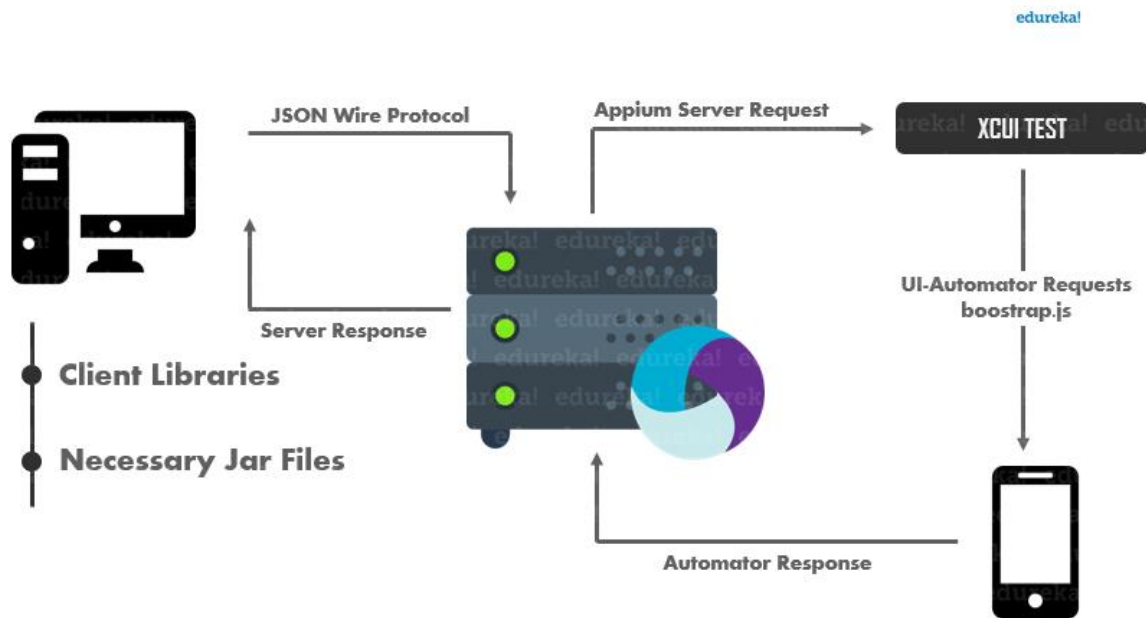 edureka!
JSON Wire Protocol
Appium Server Request
XCUI TEST
UI-Automator Requests
boostrap.js
Server Response
Client Libraries
Necessary Jar Files
Automator Response